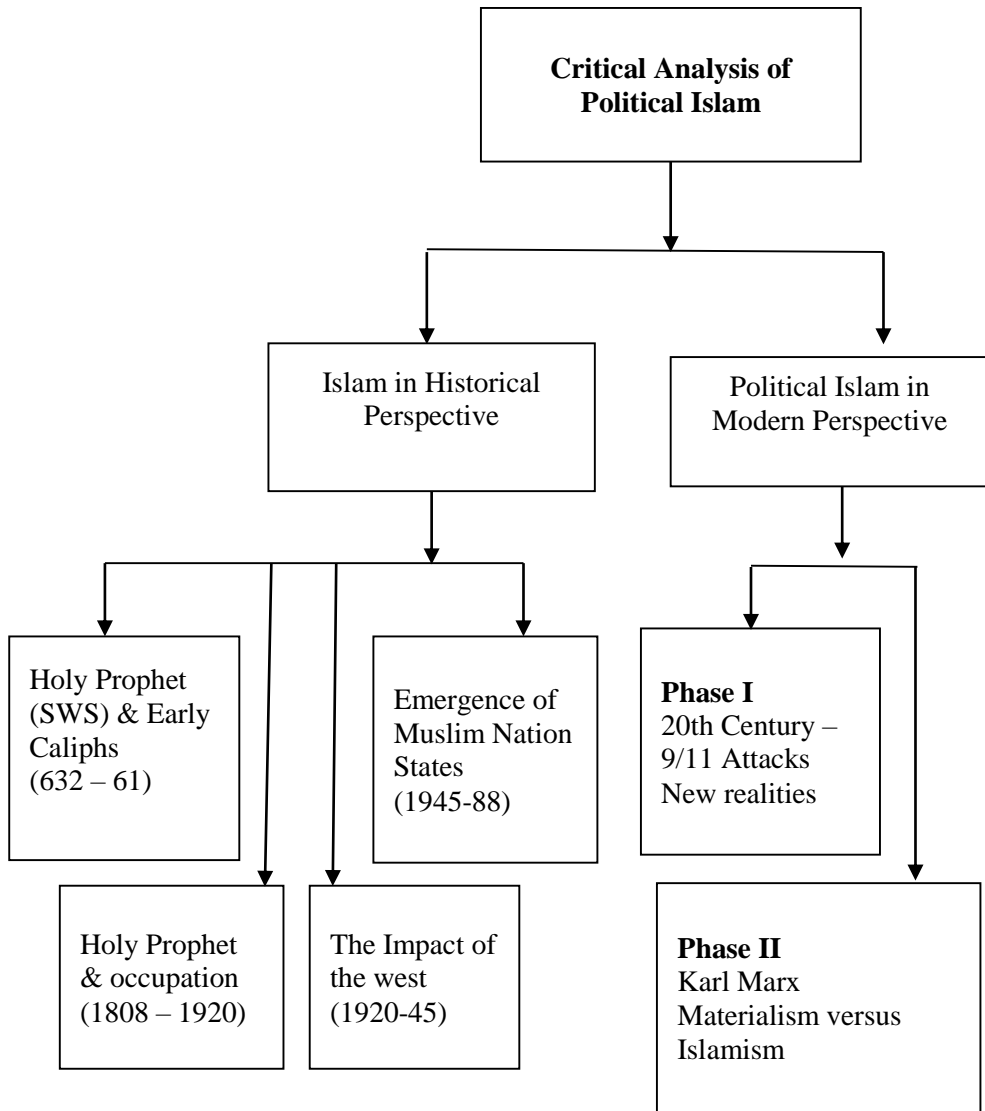 Critical Analysis of
Political Islam
Islam in Historical
Perspective
Political Islam in
Modern Perspective
Holy Prophet
(SWS) & Early
Caliphs
(632 – 61)
Emergence of
Muslim Nation
States
(1945-88)
Phase I
20th Century –
9/11 Attacks
New realities
Holy Prophet
& occupation
(1808 – 1920)
The Impact of
the west
(1920-45)
Phase II
Karl Marx
Materialism versus
Islamism